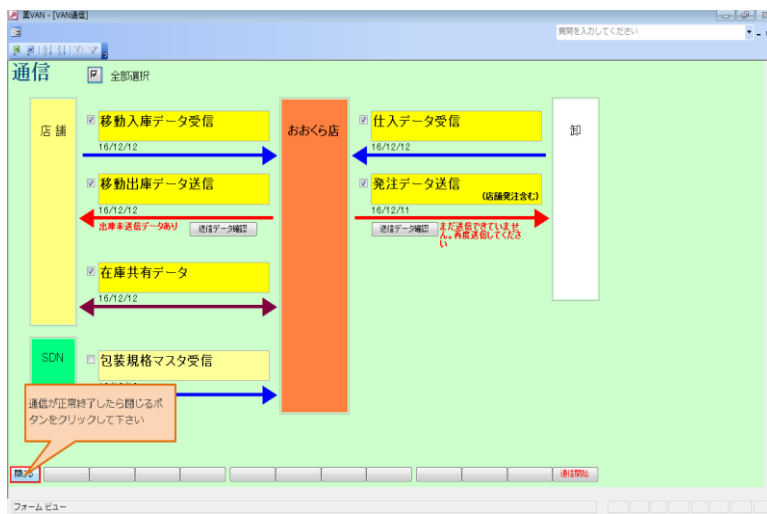 薬VAN - [VAN通信]
質問を入力してください
通信
全部選択
店舗
移動入庫データ受信
16/12/12
おおくら店
仕入データ受信
16/12/12
卸
移動出庫データ送信
16/12/12
出庫未送信データあり
送信データ確認
発注データ送信
(店舗発注含む)
16/12/11
送信データ確認
まだ送信できていませ
ん。再度送信してくださ
い
在庫共有データ
16/12/12
SDN
包装規格マスタ受信
通信が正常終了したら閉じるボ
タンをクリックして下さい
通信開始
フォーム ビュー